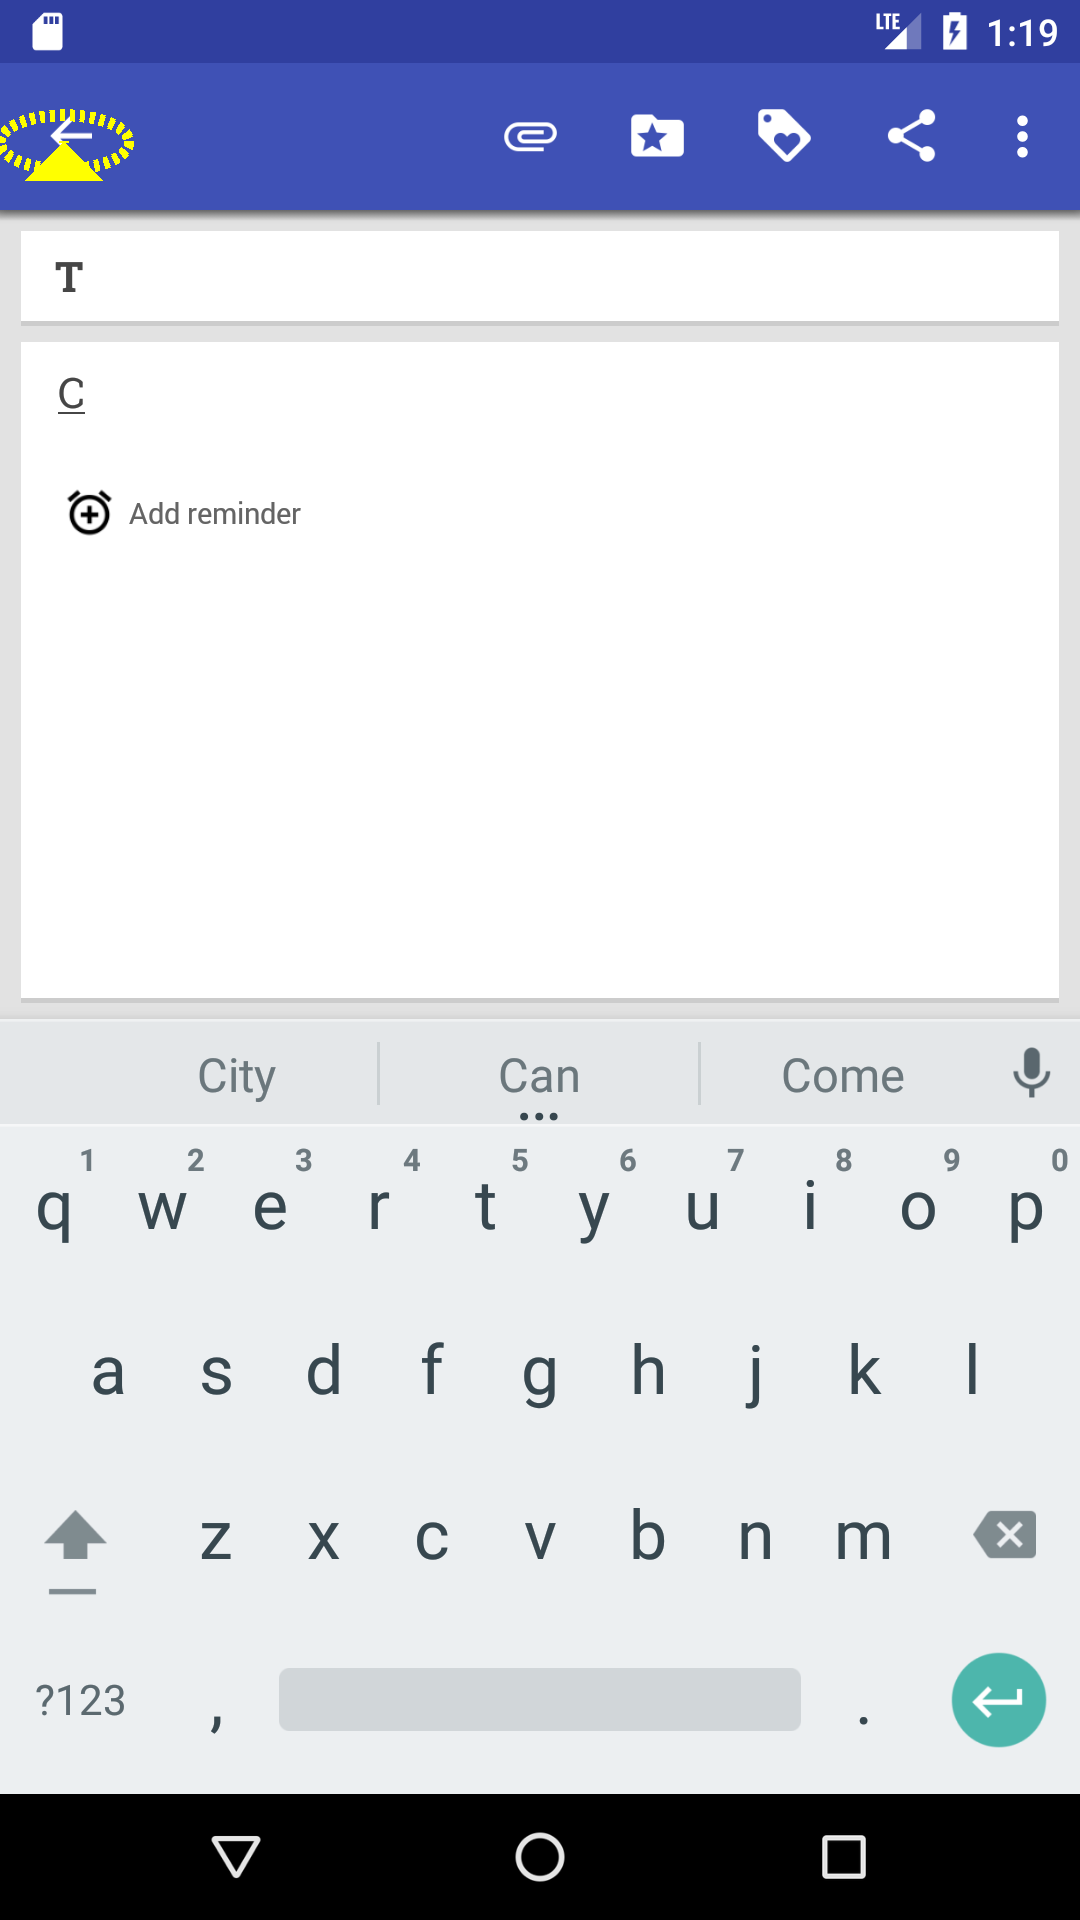 LTE 1:19
T
C
Add reminder
City Can Come
1 2 3 4 5 6 7 8 9 0
q w e r t y u i o p
a s d f g h j k l
z x c v b n m
?123 , .